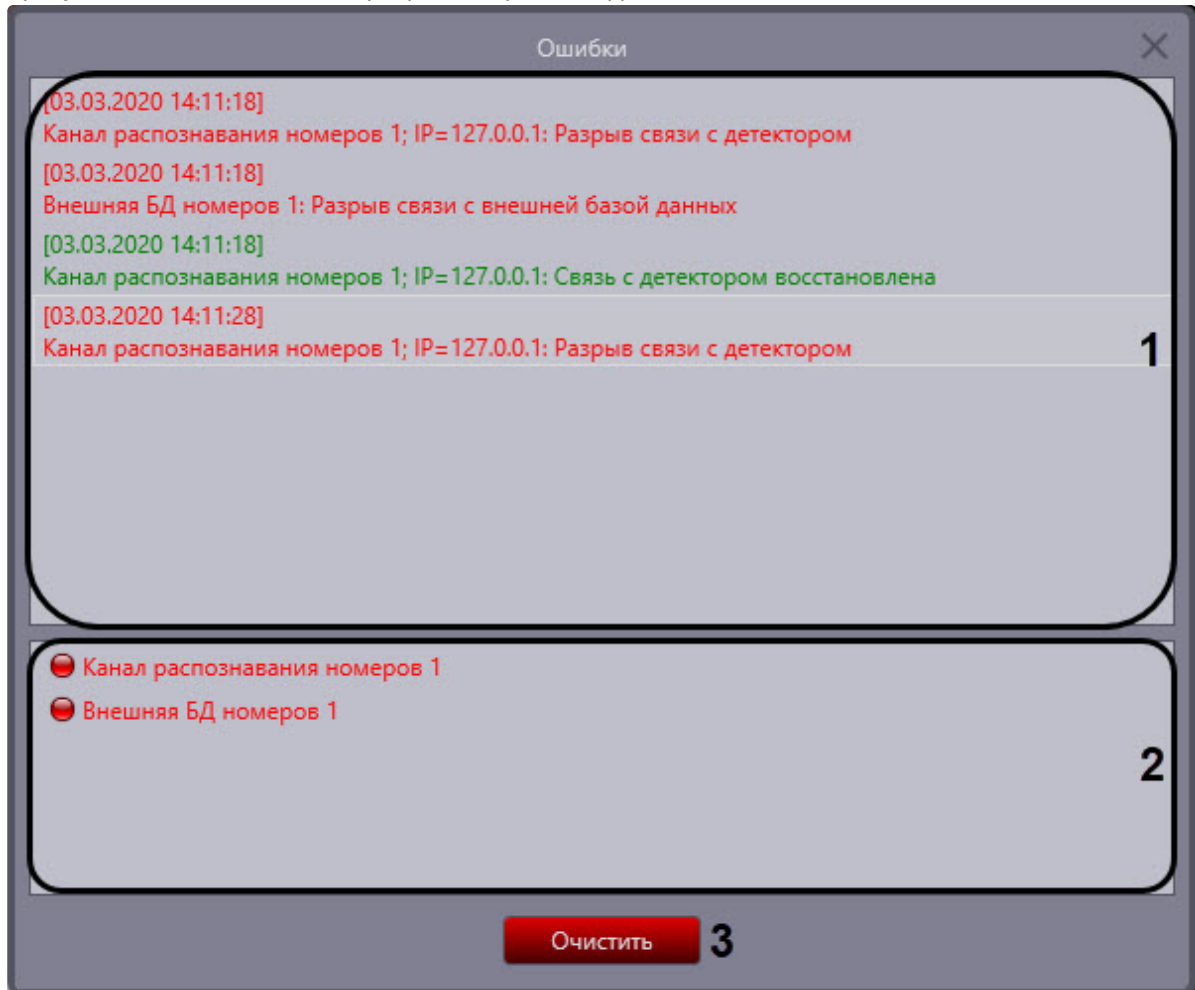 Ошибки
[03.03.2020 14:11:18]
Канал распознавания номеров 1; IP=127.0.0.1: Разрыв связи с детектором
[03.03.2020 14:11:18]
Внешняя БД номеров 1: Разрыв связи с внешней базой данных
[03.03.2020 14:11:18]
Канал распознавания номеров 1; IP=127.0.0.1: Связь с детектором восстановлена
[03.03.2020 14:11:28]
Канал распознавания номеров 1; IP=127.0.0.1: Разрыв связи с детектором
1
Канал распознавания номеров 1
Внешняя БД номеров 1
2
Очистить 3